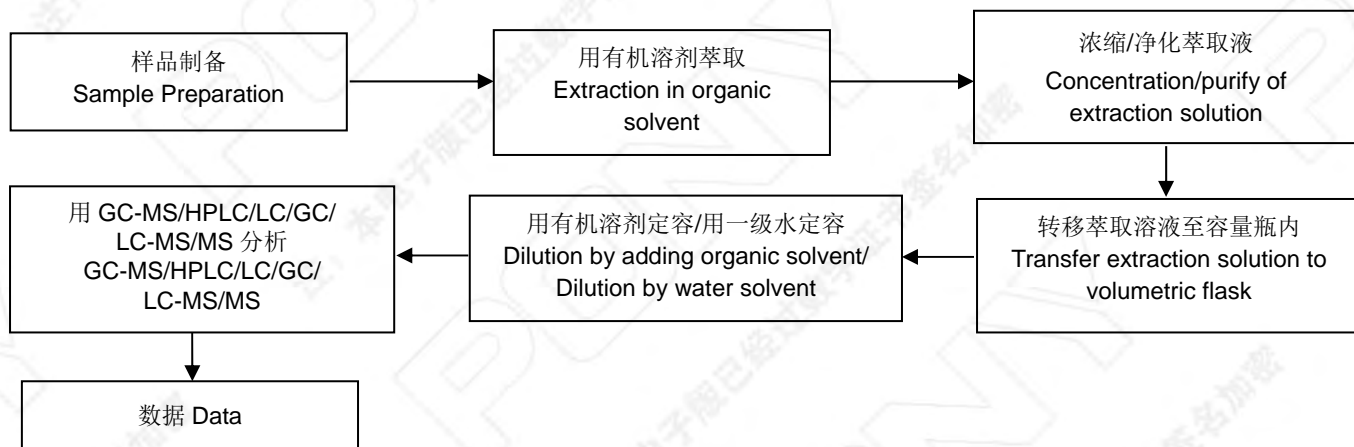 样品制备
Sample Preparation
用有机溶剂萃取
Extraction in organic
solvent
浓缩/净化萃取液
Concentration/purify of
extraction solution
转移萃取溶液至容量瓶内
Transfer extraction solution to
volumetric flask
用有机溶剂定容/用一级水定容
Dilution by adding organic solvent/
Dilution by water solvent
用 GC-MS/HPLC/LC/GC/
LC-MS/MS 分析
GC-MS/HPLC/LC/GC/
LC-MS/MS
数据 Data